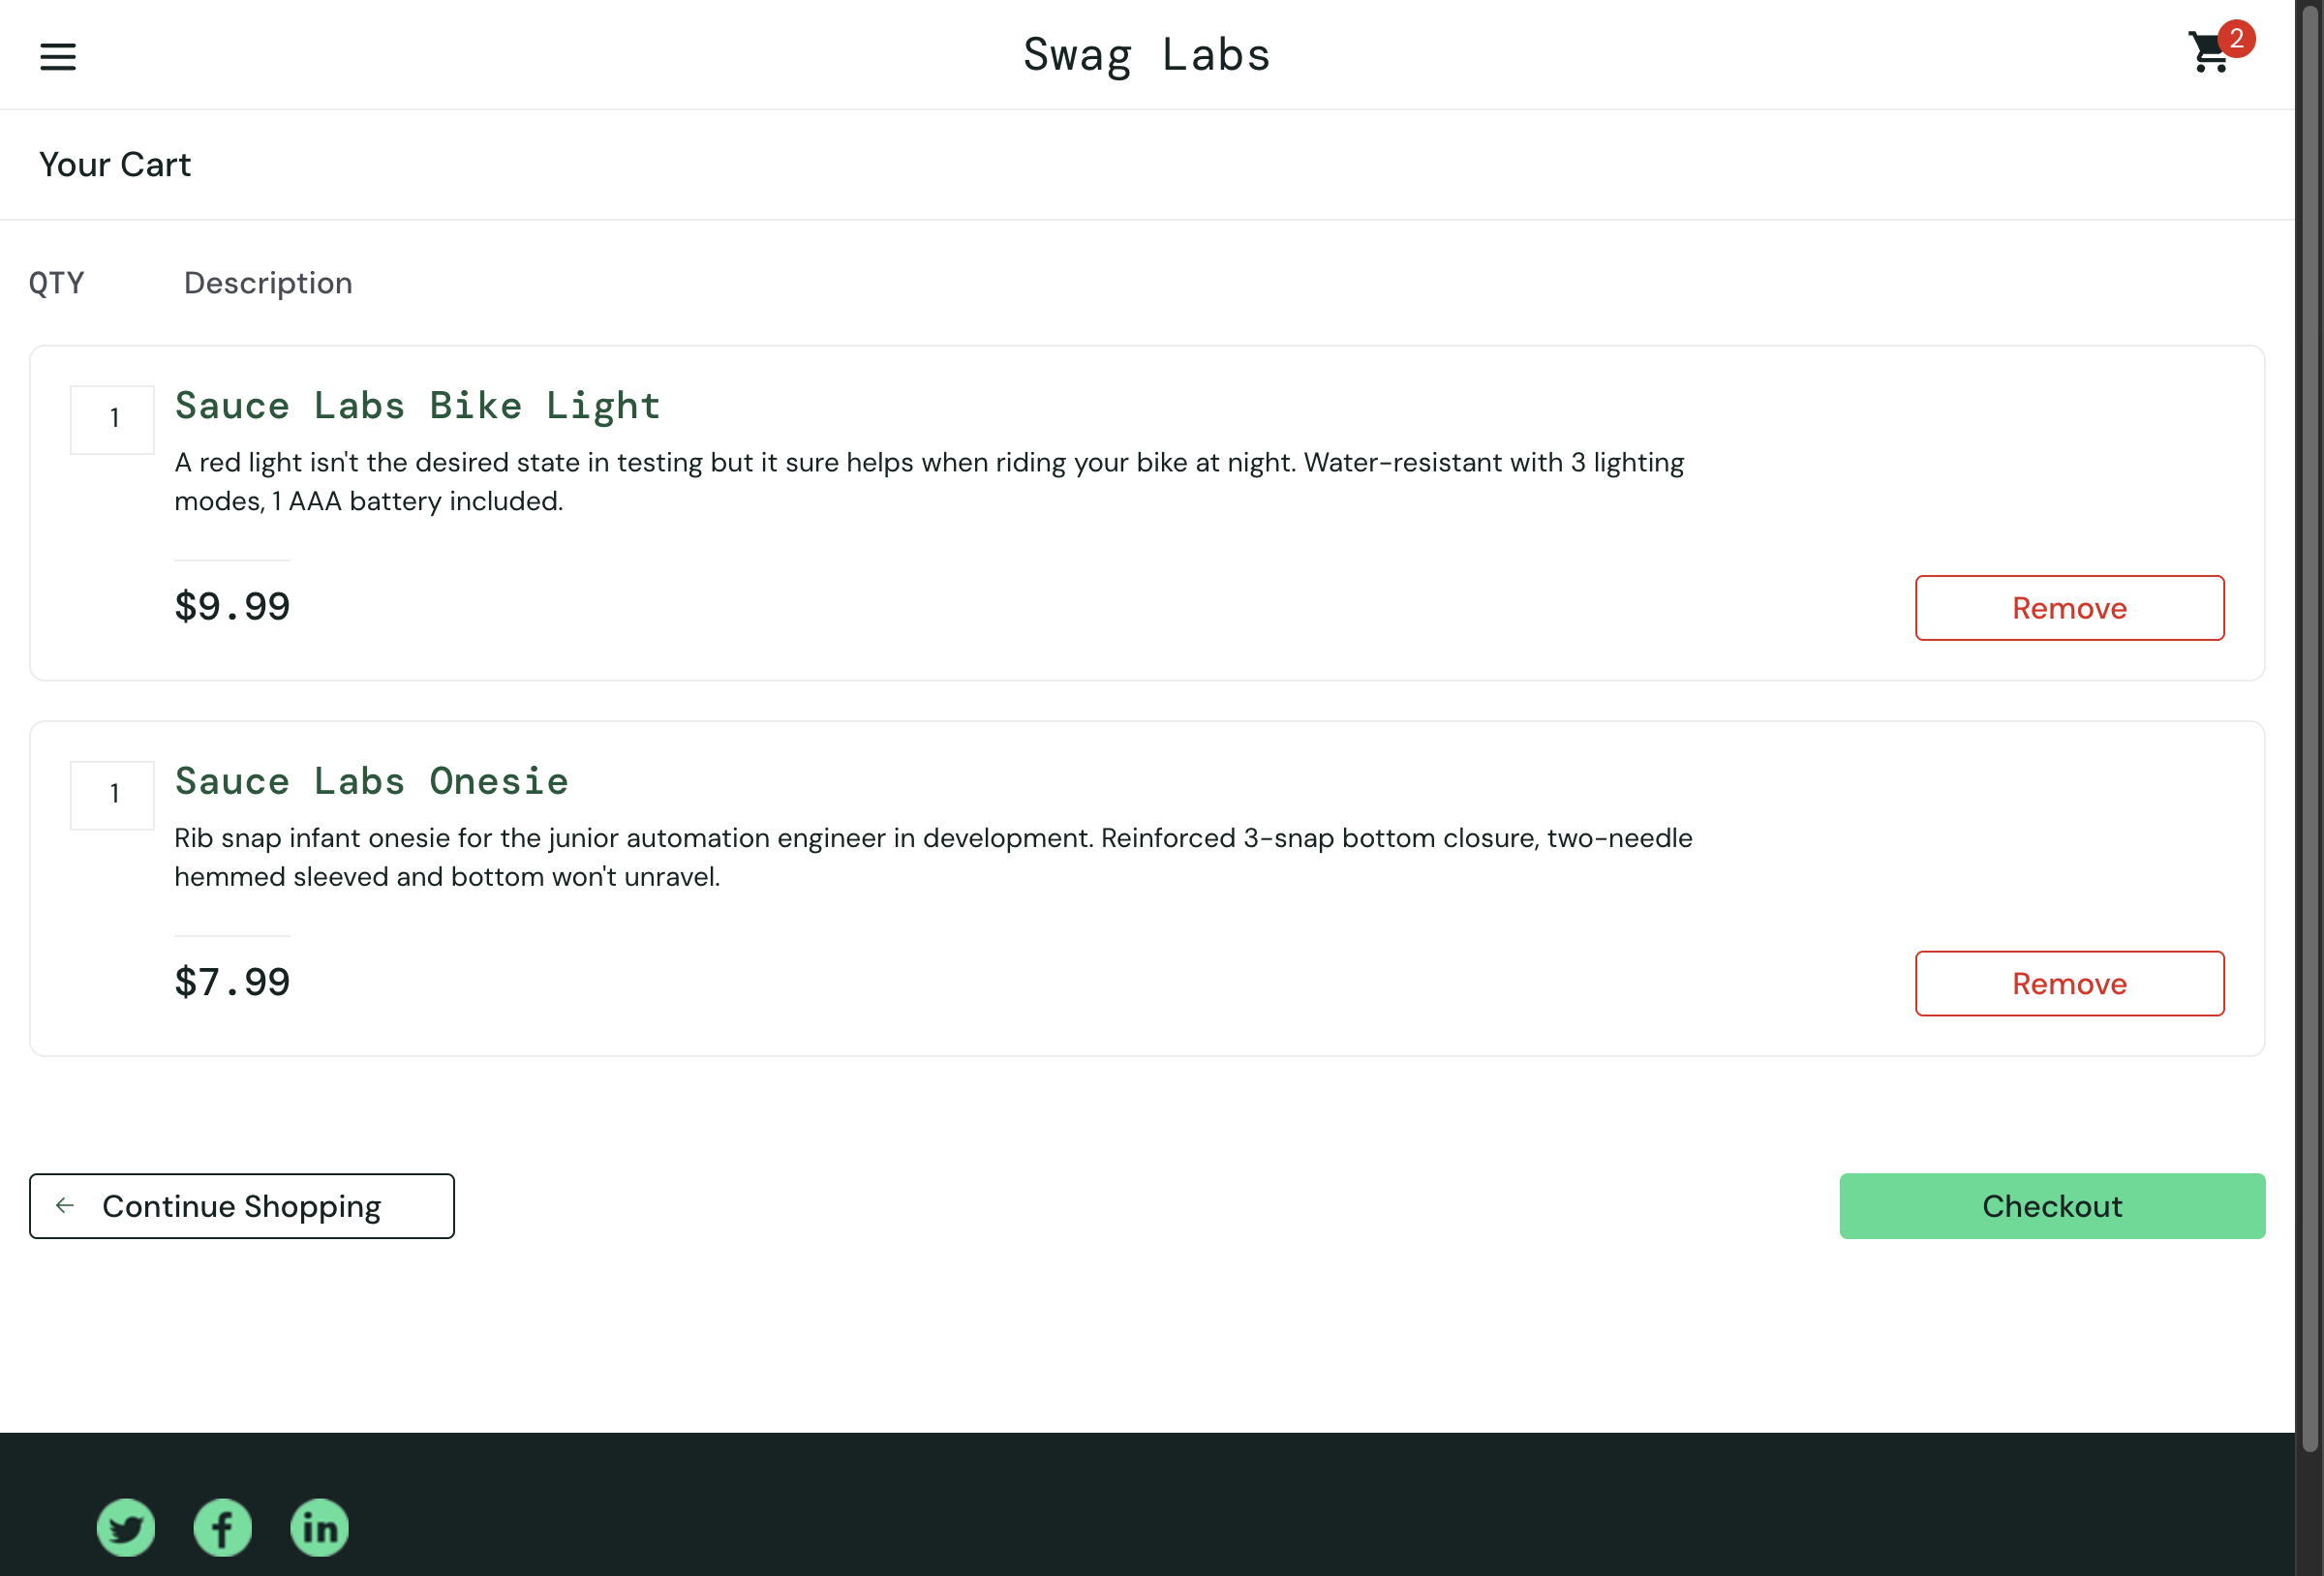 Swag Labs
2
Your Cart
QTY Description
1
Sauce Labs Bike Light
A red light isn't the desired state in testing but it sure helps when riding your bike at night. Water-resistant with 3 lighting
modes, 1 AAA battery included.
$9.99
Remove
1
Sauce Labs Onesie
Rib snap infant onesie for the junior automation engineer in development. Reinforced 3-snap bottom closure, two-needle
hemmed sleeved and bottom won't unravel.
$7.99
Remove
Continue Shopping
Checkout
f
in